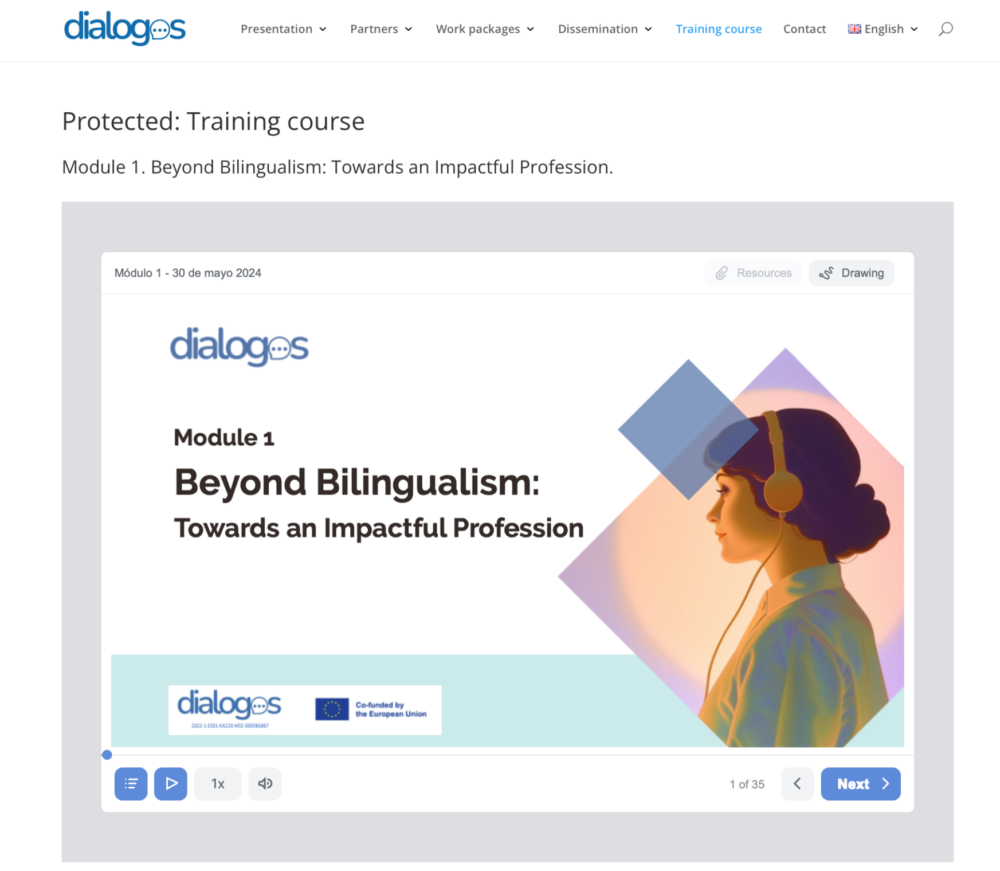 dialogos
Presentation
Partners
Work packages
Dissemination
Training course
Contact
English
Protected: Training course
Module 1. Beyond Bilingualism: Towards an Impactful Profession.
Módulo 1 - 30 de mayo 2024
Resources
Drawing
dialogos
Module 1
Beyond Bilingualism:
Towards an Impactful Profession
dialogos
2022-1-ES01-KA220-HED-000086867
Co-funded by
the European Union
1x
1 of 35
Next